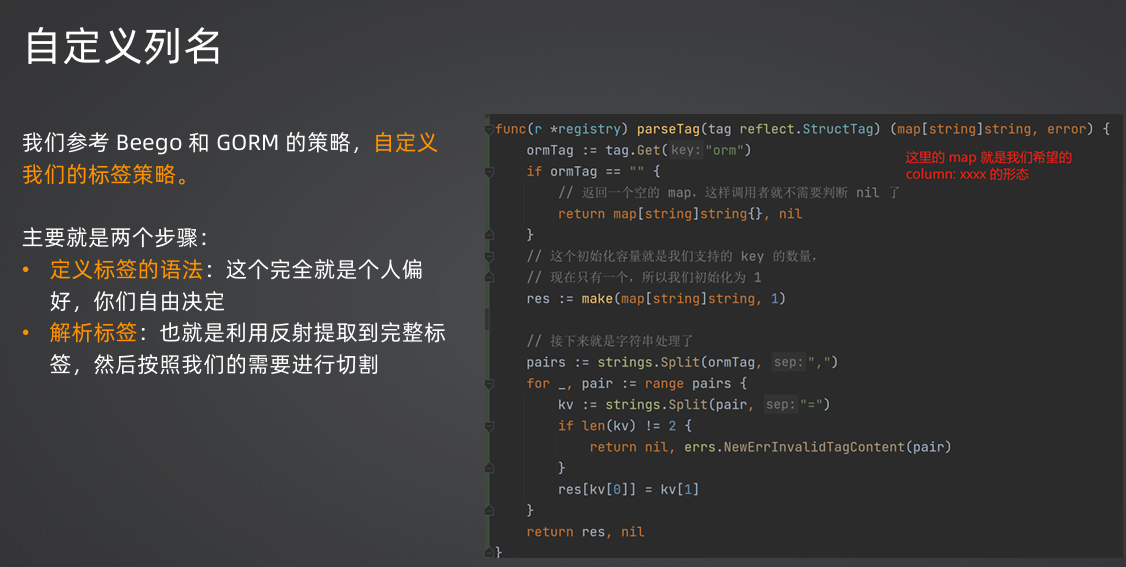 自定义列名
我们参考 Beego 和 GORM 的策略，自定义
我们的标签策略。
主要就是两个步骤：
• 定义标签的语法：这个完全就是个人偏
好，你们自由决定
• 解析标签：也就是利用反射提取到完整标
签，然后按照我们的需要进行切割
func(r *registry) parseTag(tag reflect.StructTag) (map[string]string, error) {
ormTag := tag.Get( key: "orm")
if ormTag == "" {
// 返回一个空的 map，这样调用者就不需要判断 nil 了
return map[string]string{}, nil
}
// 这个初始化容量就是我们支持的 key 的数量，
// 现在只有一个，所以我们初始化为 1
res := make(map[string]string, 1)
// 接下来就是字符串处理了
pairs := strings.Split(ormTag, sep: ",")
for _, pair := range pairs {
kv := strings.Split(pair, sep: "=")
if len(kv) != 2 {
return nil, errs.NewErrInvalidTagContent(pair)
}
res[kv[0]] = kv[1]
}
return res, nil
}
这里的 map 就是我们希望的
column: xxxx 的形态